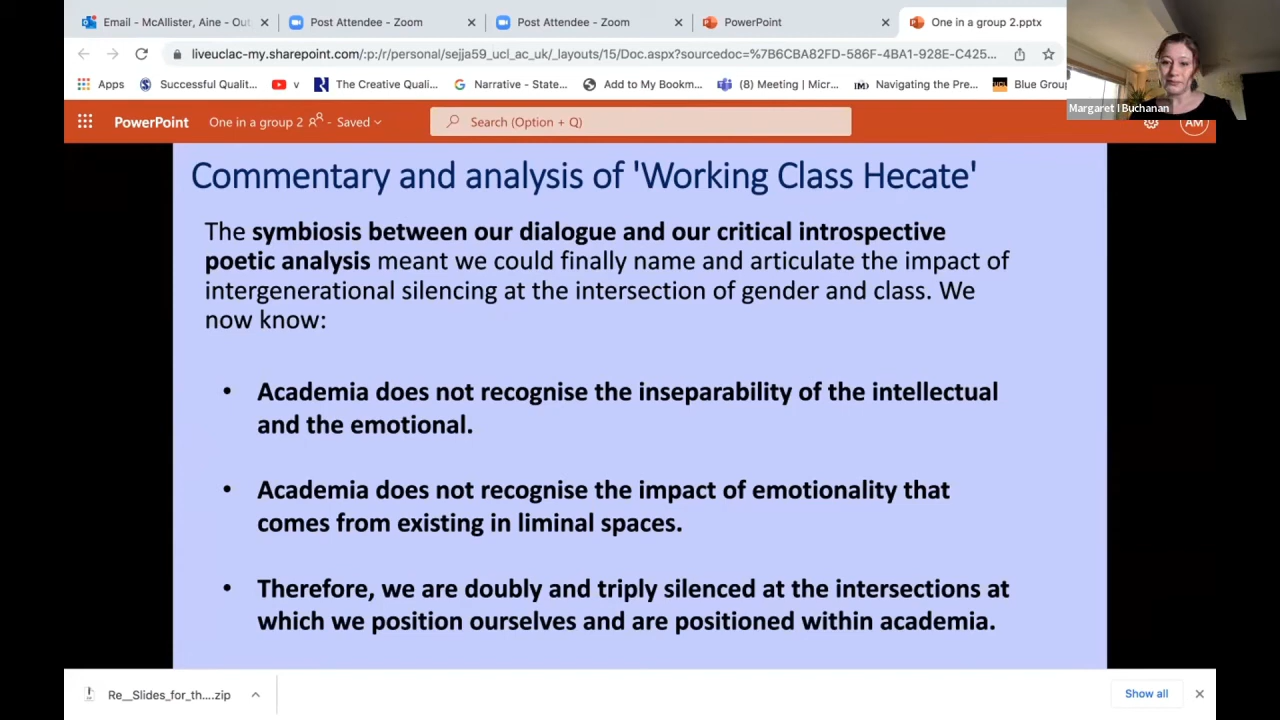 Email - McAllister, Aine - Out
Post Attendee - Zoom
Post Attendee - Zoom
PowerPoint
One in a group 2.pptx
liveuclac-my.sharepoint.com/:p:/r/personal/sejja59_ucl_ac_uk/_layouts/15/Doc.aspx?sourcedoc=%7B6CBA82FD-586F-4BA1-928E-C425...
Apps
Successful Qualit...
v
The Creative Quali...
Narrative - State...
Add to My Bookm...
(8) Meeting | Micr...
Navigating the Pre...
Blue Group
Margaret I Buchanan
PowerPoint
One in a group 2
- Saved
Search (Option + Q)
AM
Commentary and analysis of 'Working Class Hecate'
The symbiosis between our dialogue and our critical introspective
poetic analysis meant we could finally name and articulate the impact of
intergenerational silencing at the intersection of gender and class. We
now know:
• Academia does not recognise the inseparability of the intellectual
and the emotional.
• Academia does not recognise the impact of emotionality that
comes from existing in liminal spaces.
• Therefore, we are doubly and triply silenced at the intersections at
which we position ourselves and are positioned within academia.
Re__Slides_for_th....zip
Show all